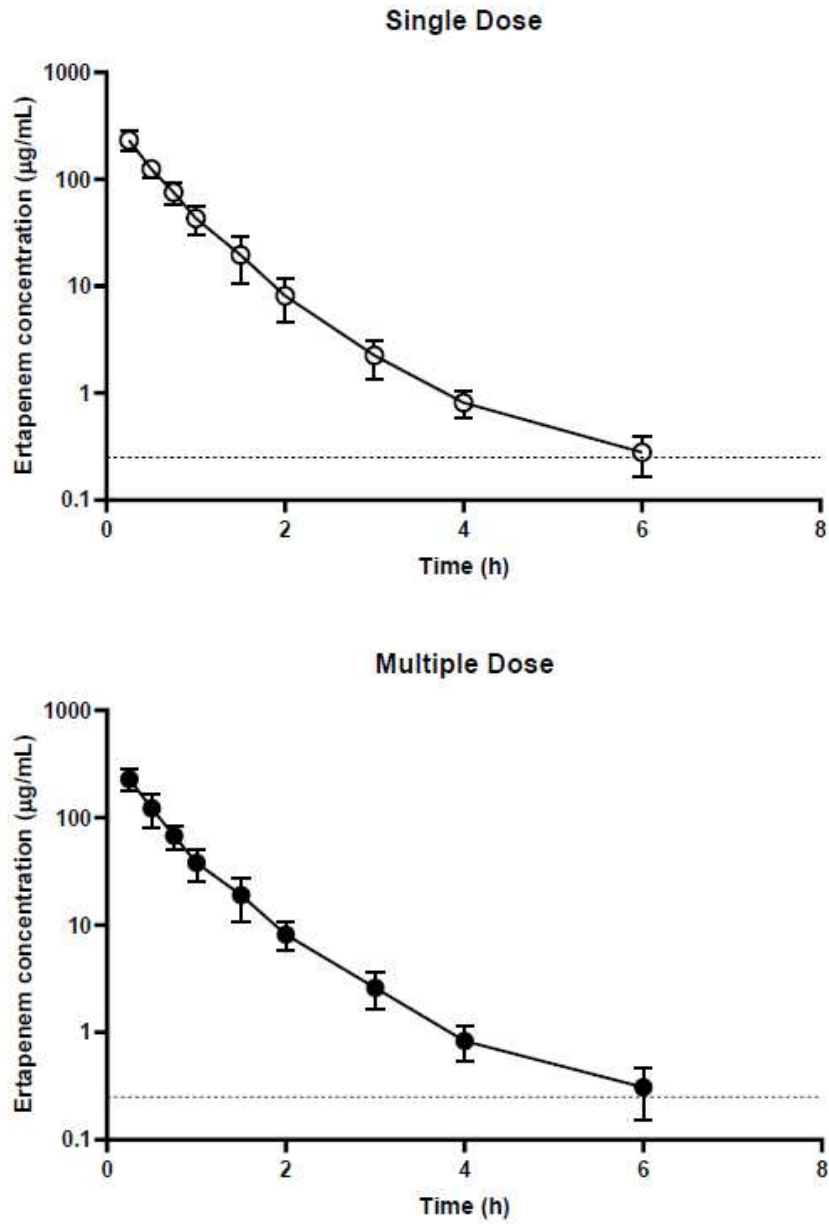 Single Dose
Ertapenem concentration (µg/mL)
1000
100
10
1
0.1
0 2 4 6 8
Time (h)
Multiple Dose
Ertapenem concentration (µg/mL)
1000
100
10
1
0.1
0 2 4 6 8
Time (h)